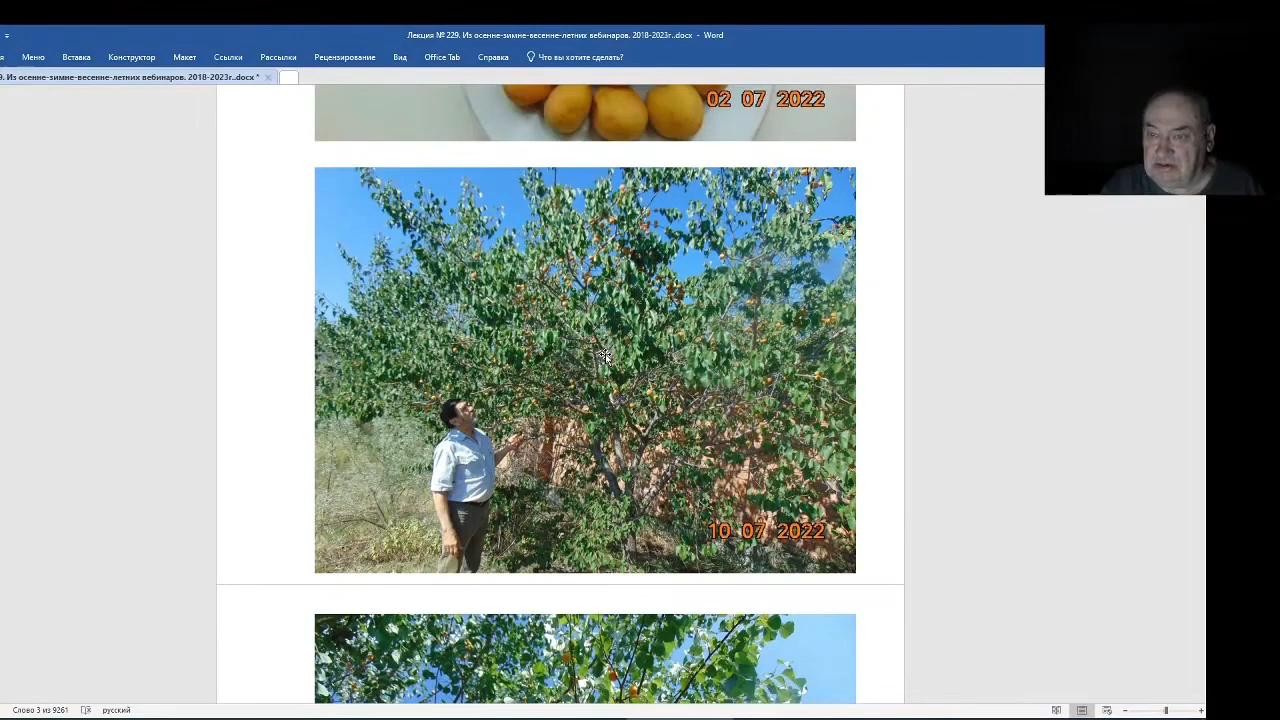 Лекция № 229. Из осенне-зимне-весенне-летних вебинаров. 2018-2023г..docx - Word
я Меню Вставка Конструктор Макет Ссылки Рассылки Рецензирование Вид Office Tab Справка Что вы хотите сделать?
9. Из осенне-зимне-весенне-летних вебинаров. 2018-2023г..docx *
02 07 2022
10 07 2022
Слово 3 из 9261 русский